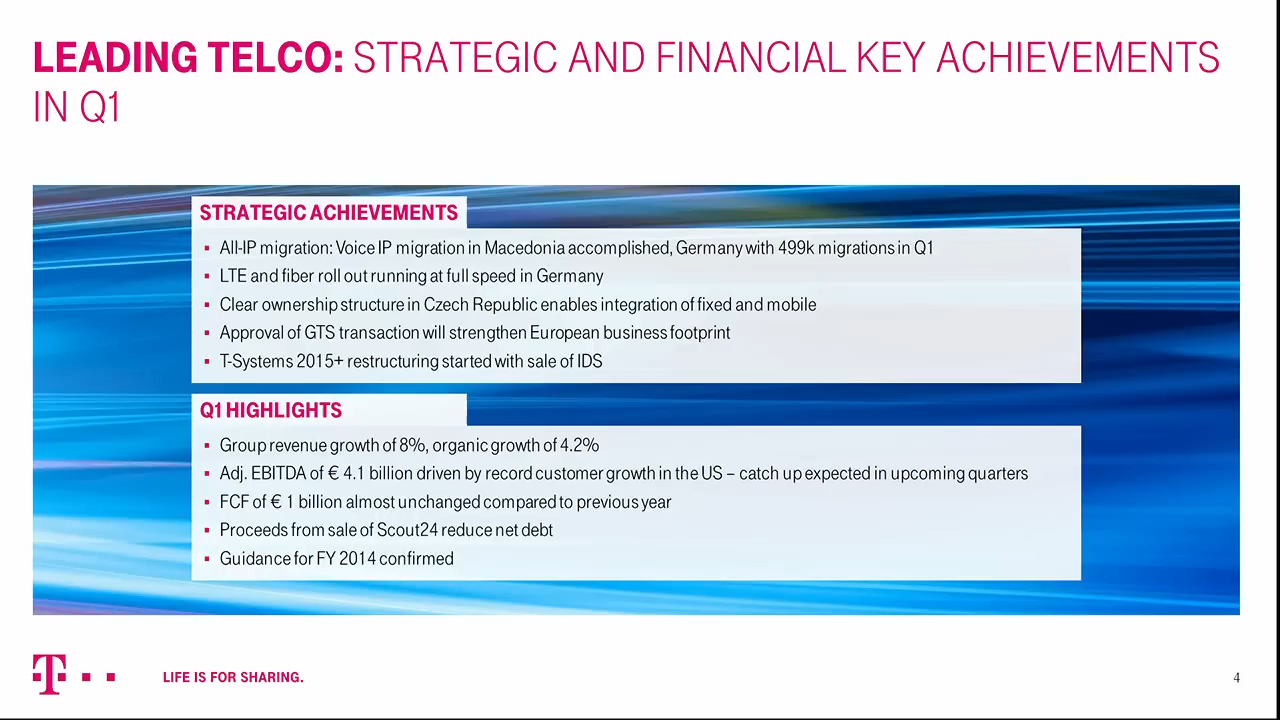 LEADING TELCO: STRATEGIC AND FINANCIAL KEY ACHIEVEMENTS
IN Q1
STRATEGIC ACHIEVEMENTS
▪ All-IP migration: Voice IP migration in Macedonia accomplished, Germany with 499k migrations in Q1
▪ LTE and fiber roll out running at full speed in Germany
▪ Clear ownership structure in Czech Republic enables integration of fixed and mobile
▪ Approval of GTS transaction will strengthen European business footprint
▪ T-Systems 2015+ restructuring started with sale of IDS
Q1 HIGHLIGHTS
▪ Group revenue growth of 8%, organic growth of 4.2%
▪ Adj. EBITDA of € 4.1 billion driven by record customer growth in the US – catch up expected in upcoming quarters
▪ FCF of € 1 billion almost unchanged compared to previous year
▪ Proceeds from sale of Scout24 reduce net debt
▪ Guidance for FY 2014 confirmed
T
LIFE IS FOR SHARING.
4